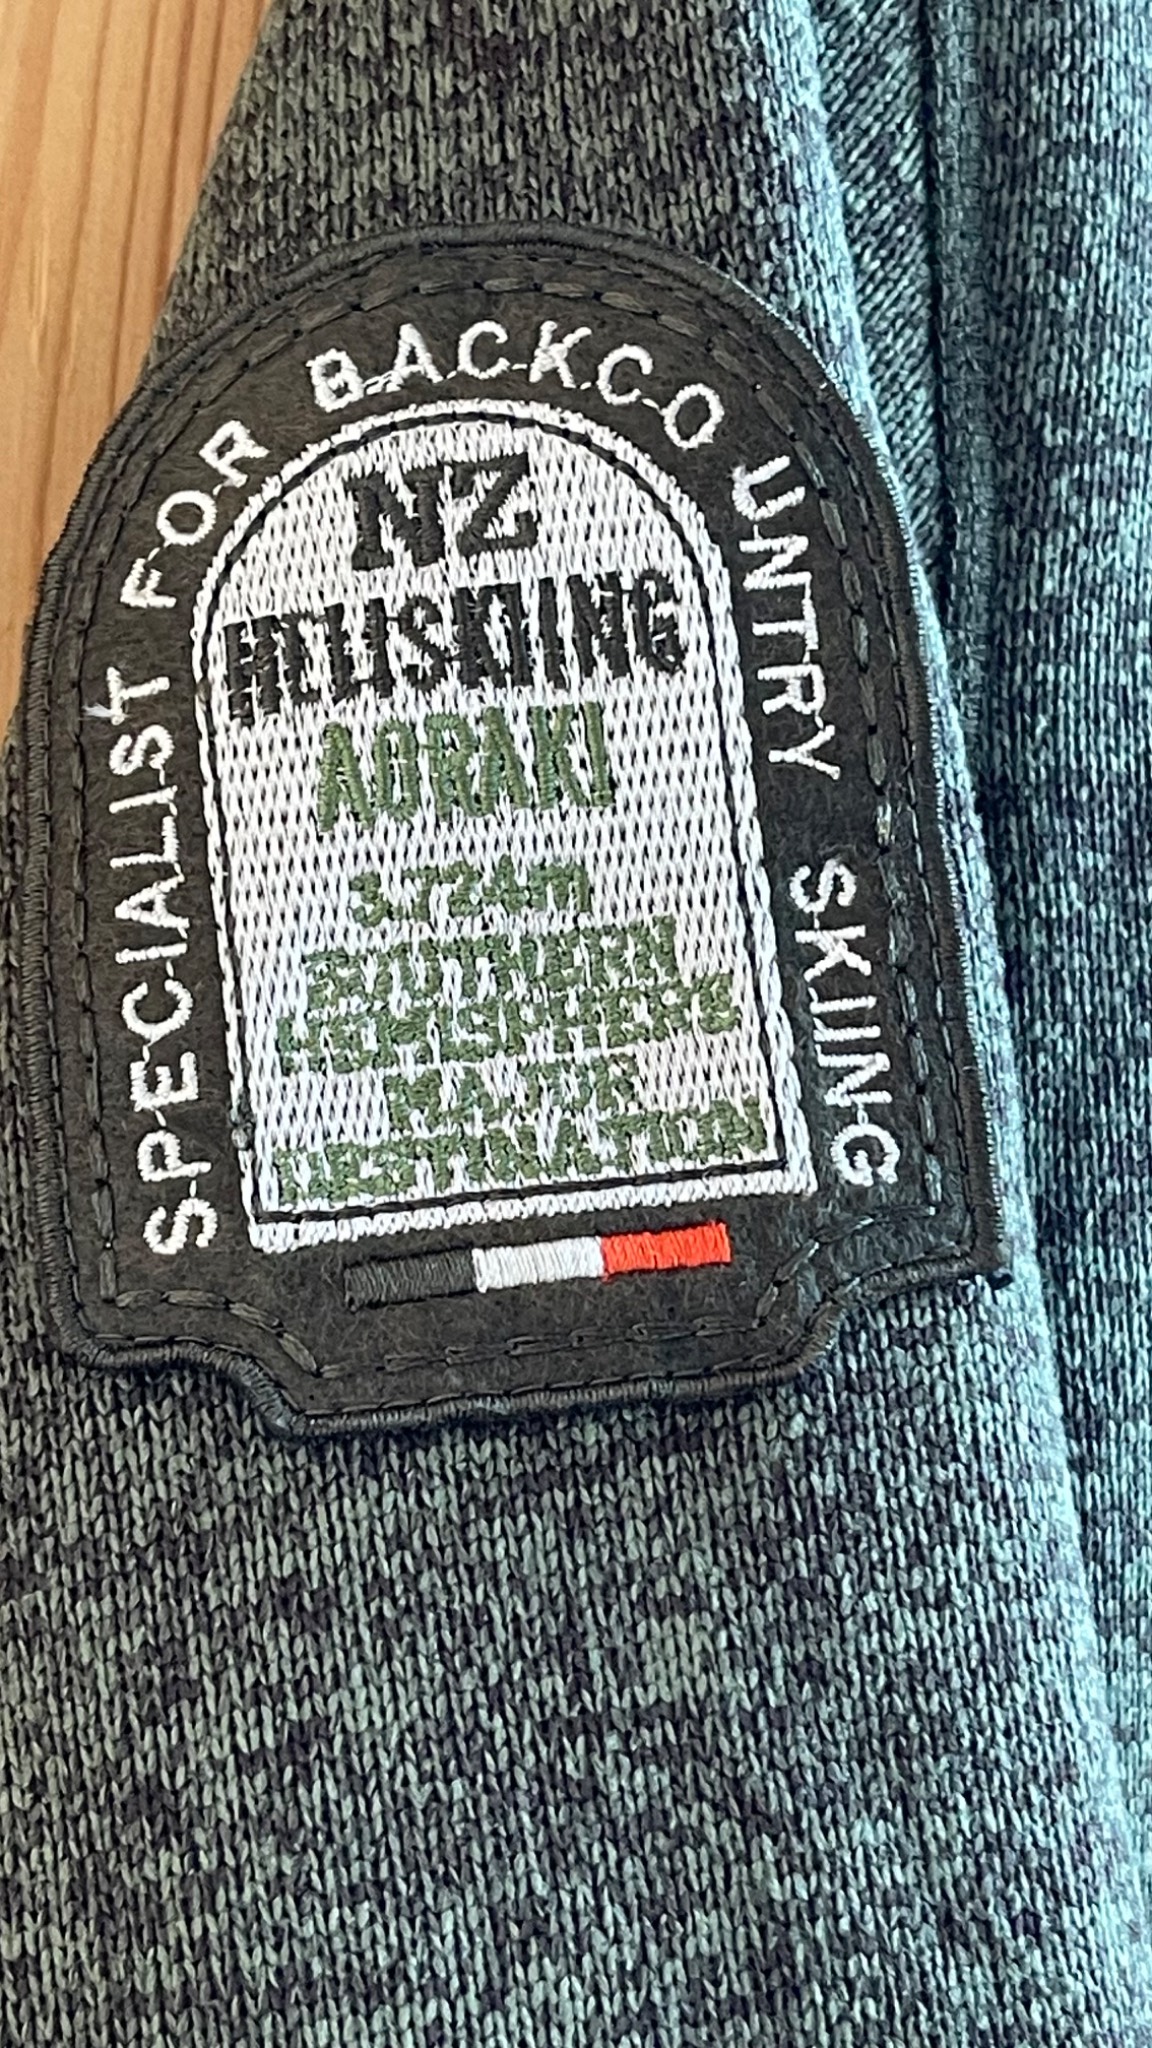 SPECIALIST FOR BACKCOUNTRY SKIING
NZ
HELISKIING
AORAKI
3.724m
SOUTHERN
HEMISPHERE
MAJOR
DESTINATION